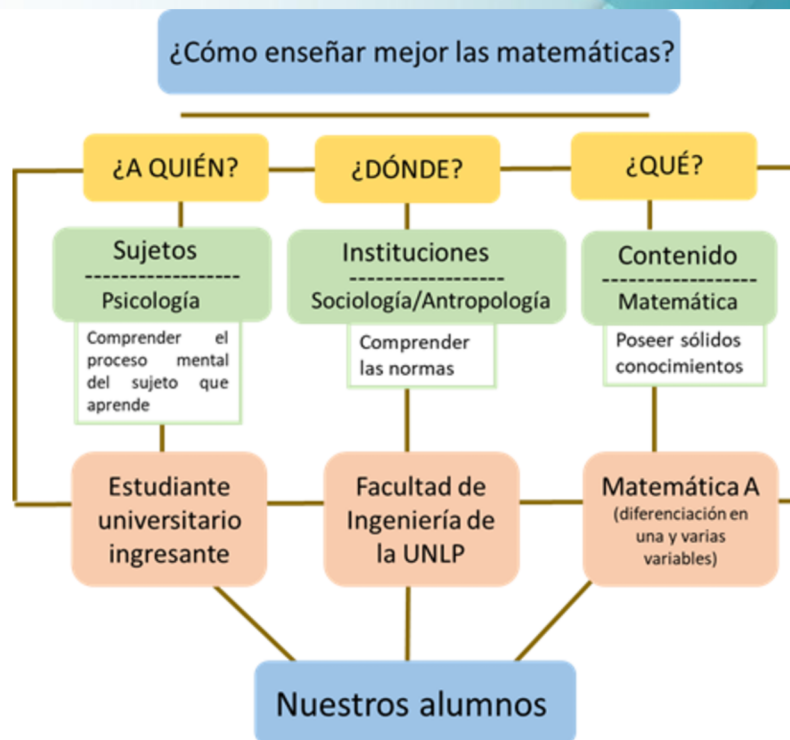 ¿Cómo enseñar mejor las matemáticas?
¿A QUIÉN?
¿DÓNDE?
¿QUÉ?
Sujetos
-------------------
Psicología
Instituciones
-------------------
Sociología/Antropología
Contenido
-------------------
Matemática
Comprender el
proceso mental
del sujeto que
aprende
Comprender
las normas
Poseer sólidos
conocimientos
Estudiante
universitario
ingresante
Facultad de
Ingeniería de
la UNLP
Matemática A
(diferenciación en
una y varias
variables)
Nuestros alumnos